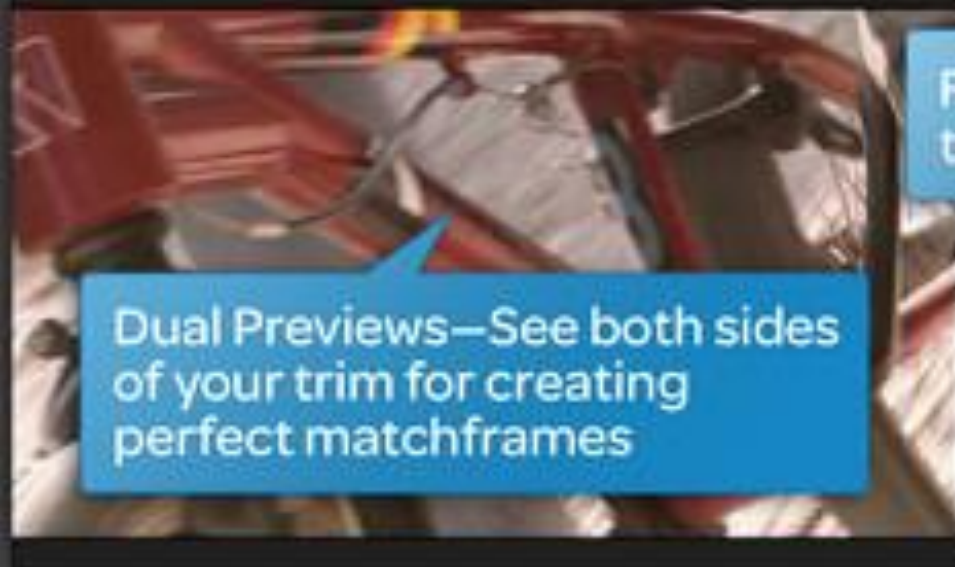 Dual Previews—See both sides
of your trim for creating
perfect matchframes